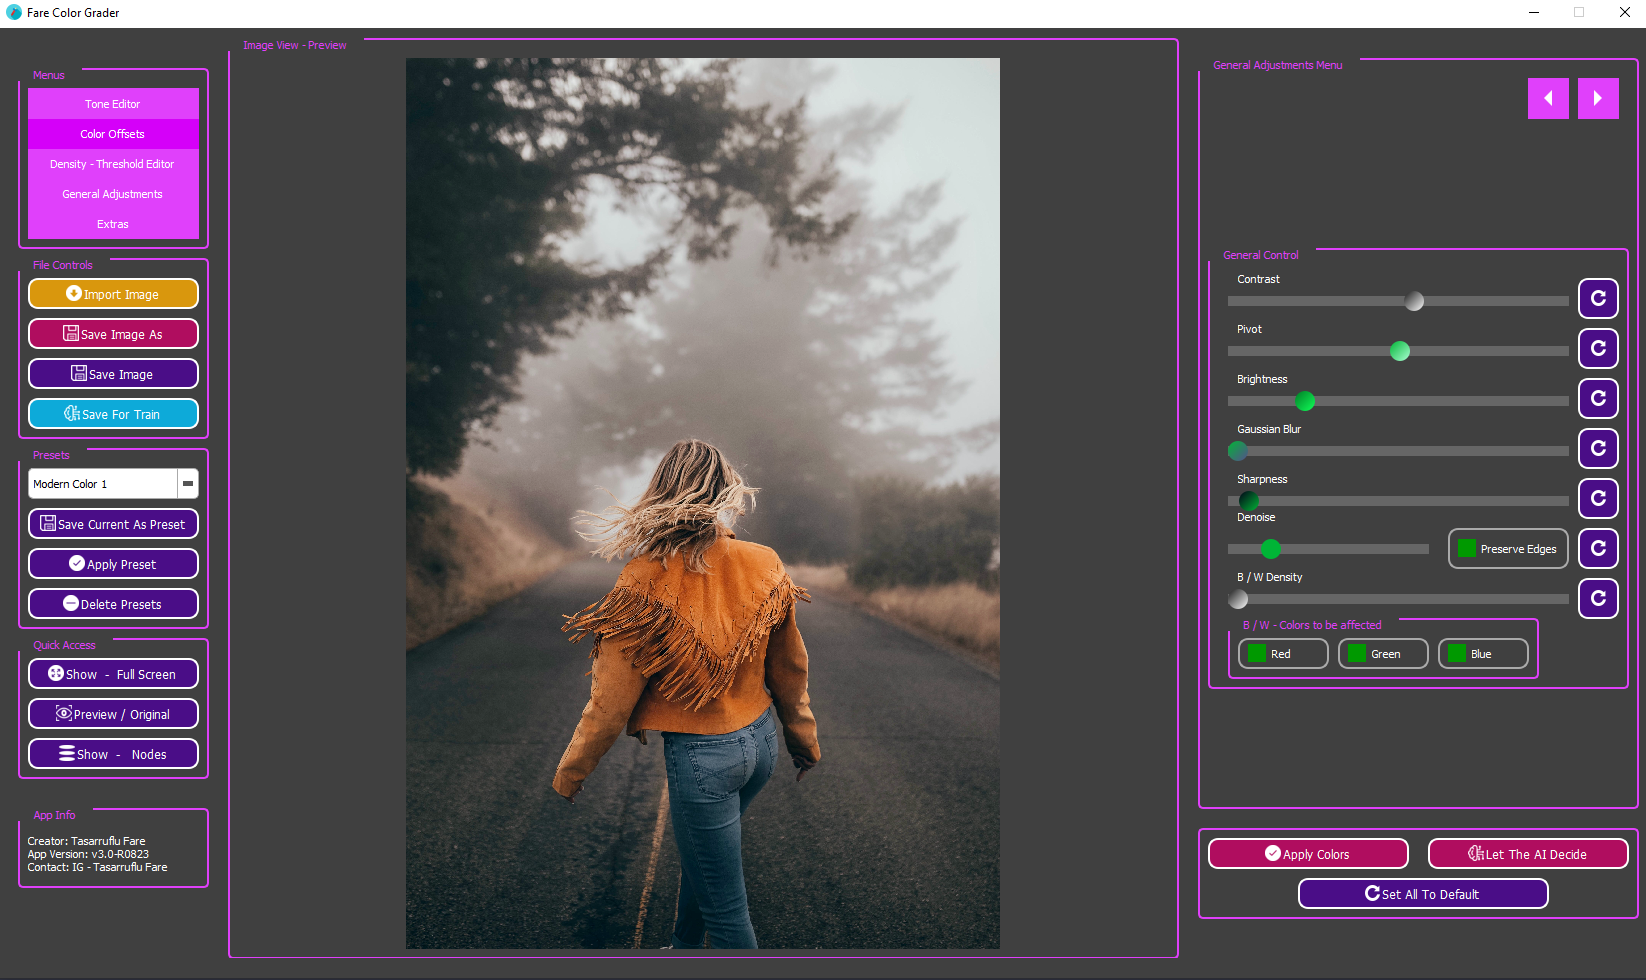 Fare Color Grader
Menus
Tone Editor
Color Offsets
Density - Threshold Editor
General Adjustments
Extras
File Controls
Import Image
Save Image As
Save Image
Save For Train
Presets
Modern Color 1
Save Current As Preset
Apply Preset
Delete Presets
Quick Access
Show - Full Screen
Preview / Original
Show - Nodes
App Info
Creator: Tasarruflu Fare
App Version: v3.0-R0823
Contact: IG - Tasarruflu Fare
Image View - Preview
General Adjustments Menu
General Control
Contrast
Pivot
Brightness
Gaussian Blur
Sharpness
Denoise
Preserve Edges
B / W Density
B / W - Colors to be affected
Red Green Blue
Apply Colors Let The AI Decide
Set All To Default